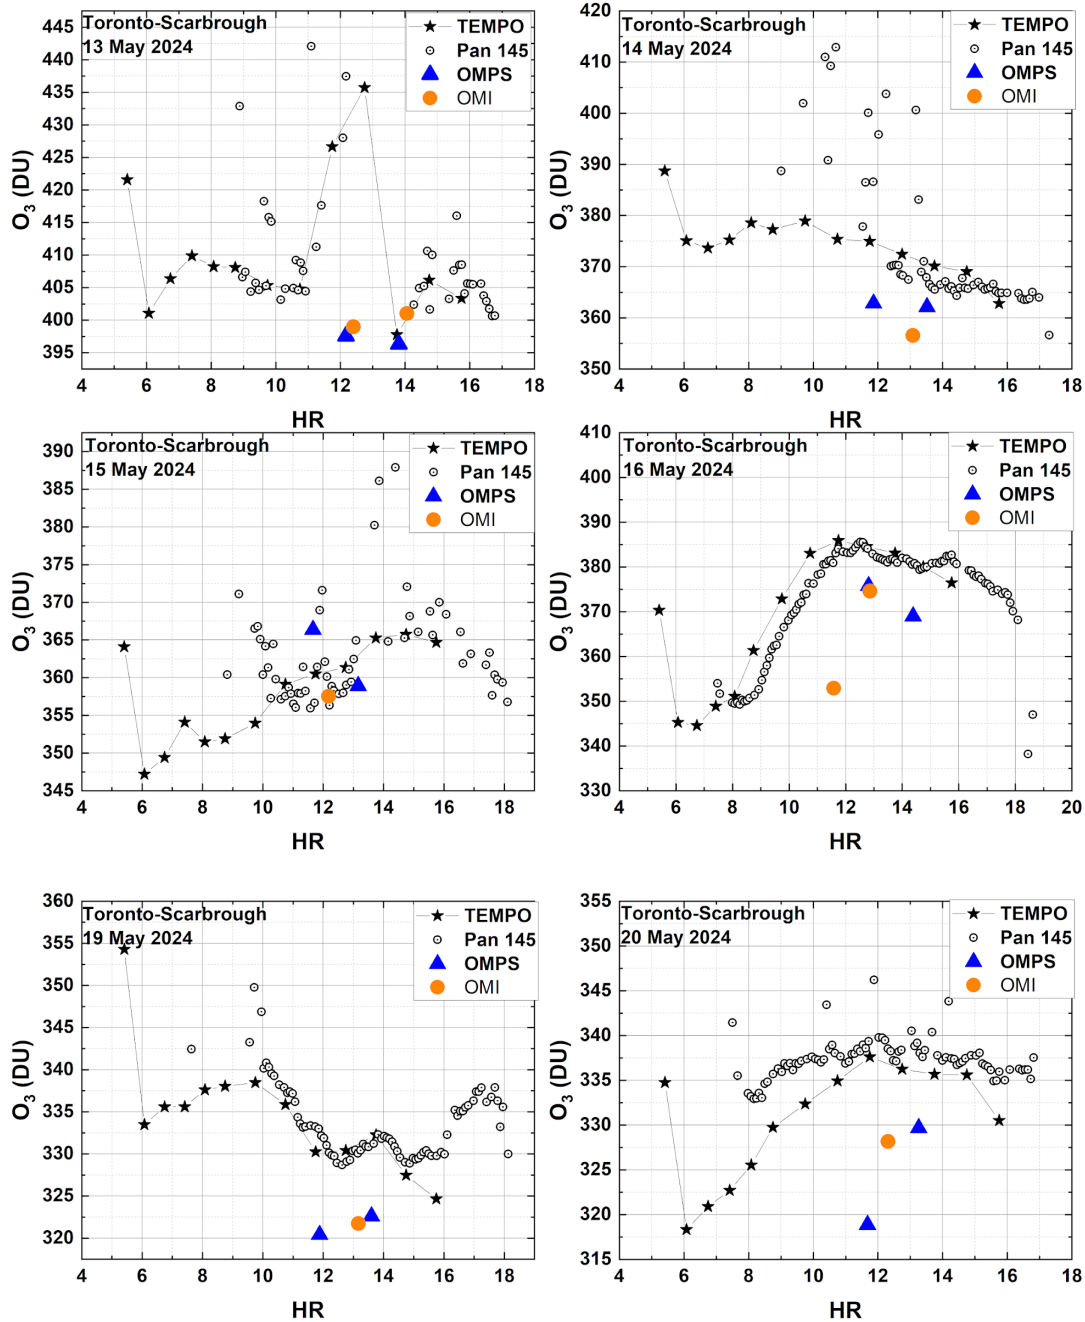 Toronto-Scarbrough
13 May 2024
TEMPO
Pan 145
OMPS
OMI
O3 (DU)
445
440
435
430
425
420
415
410
405
400
395
4 6 8 10 12 14 16 18
HR
Toronto-Scarbrough
14 May 2024
TEMPO
Pan 145
OMPS
OMI
O3 (DU)
420
410
400
390
380
370
360
350
4 6 8 10 12 14 16 18
HR
Toronto-Scarbrough
15 May 2024
TEMPO
Pan 145
OMPS
OMI
O3 (DU)
390
385
380
375
370
365
360
355
350
345
4 6 8 10 12 14 16 18
HR
Toronto-Scarbrough
16 May 2024
TEMPO
Pan 145
OMPS
OMI
O3 (DU)
410
400
390
380
370
360
350
340
330
4 6 8 10 12 14 16 18 20
HR
Toronto-Scarbrough
19 May 2024
TEMPO
Pan 145
OMPS
OMI
O3 (DU)
360
355
350
345
340
335
330
325
320
4 6 8 10 12 14 16 18
HR
Toronto-Scarbrough
20 May 2024
TEMPO
Pan 145
OMPS
OMI
O3 (DU)
355
350
345
340
335
330
325
320
315
4 6 8 10 12 14 16 18
HR